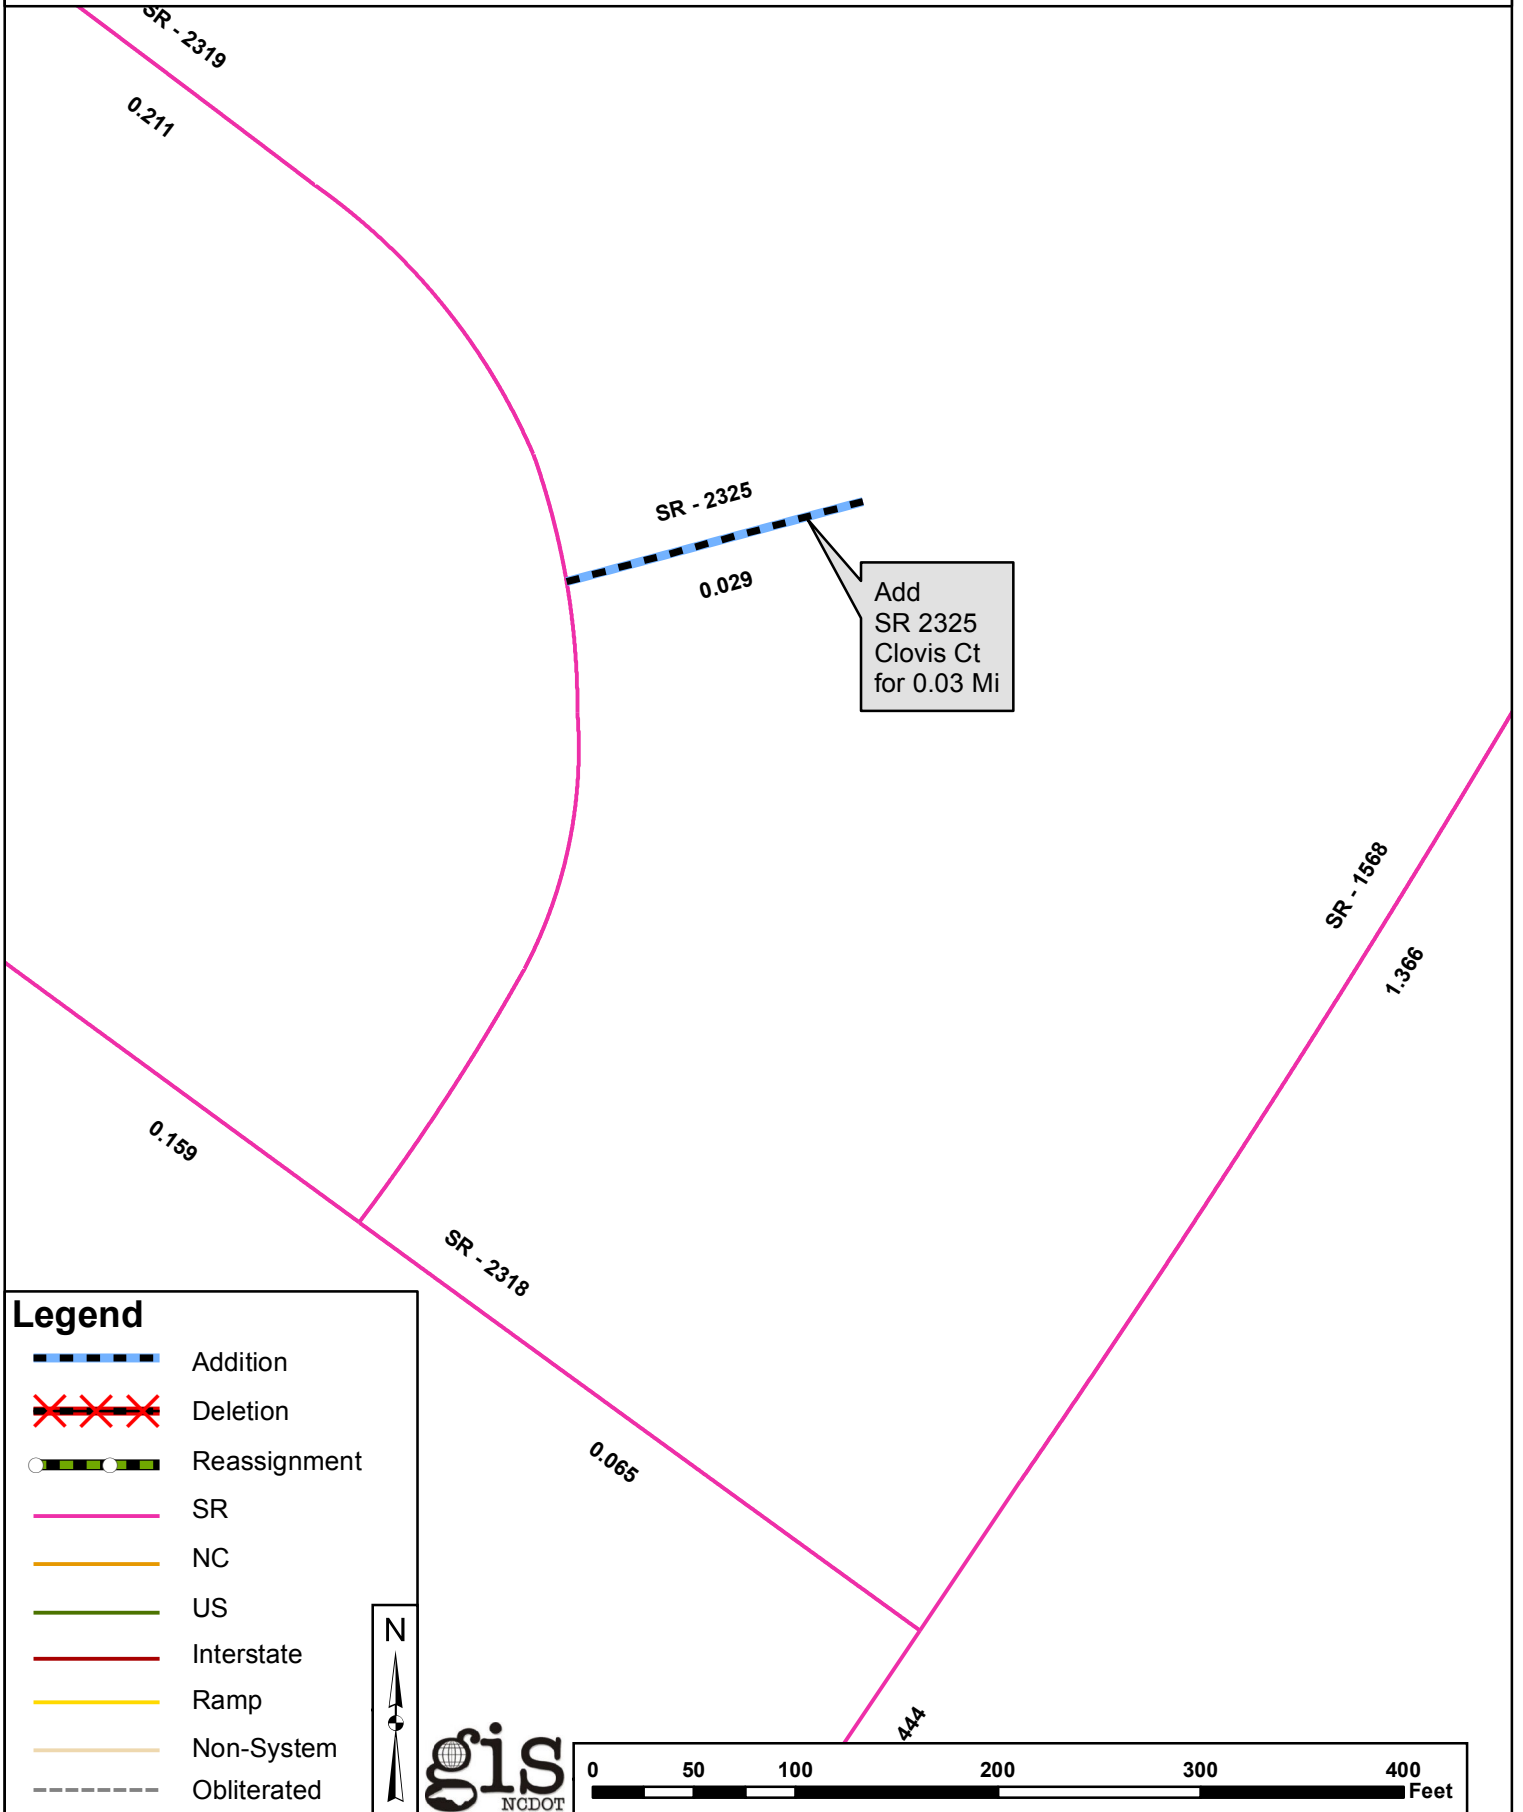 SR - 2319
0.211
SR - 2325
0.029
Add
SR 2325
Clovis Ct
for 0.03 Mi
SR - 1568
1.366
0.159
SR - 2318
0.065
444
Legend
Addition
Deletion
Reassignment
SR
NC
US
Interstate
Ramp
Non-System
Obliterated
N
gis
NCDOT
0 50 100 200 300 400
Feet